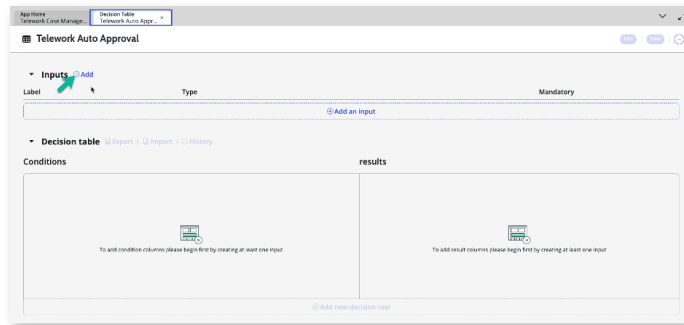 App Home
Telework Case Manage...
Decision Table
Telework Auto Appr...
Telework Auto Approval
Test
Save
Inputs Add
Label Type Mandatory
Add an input
Decision table Export | Import | History
Conditions results
To add condition columns please begin first by creating at least one input
To add result columns please begin first by creating at least one input
Add new decision row